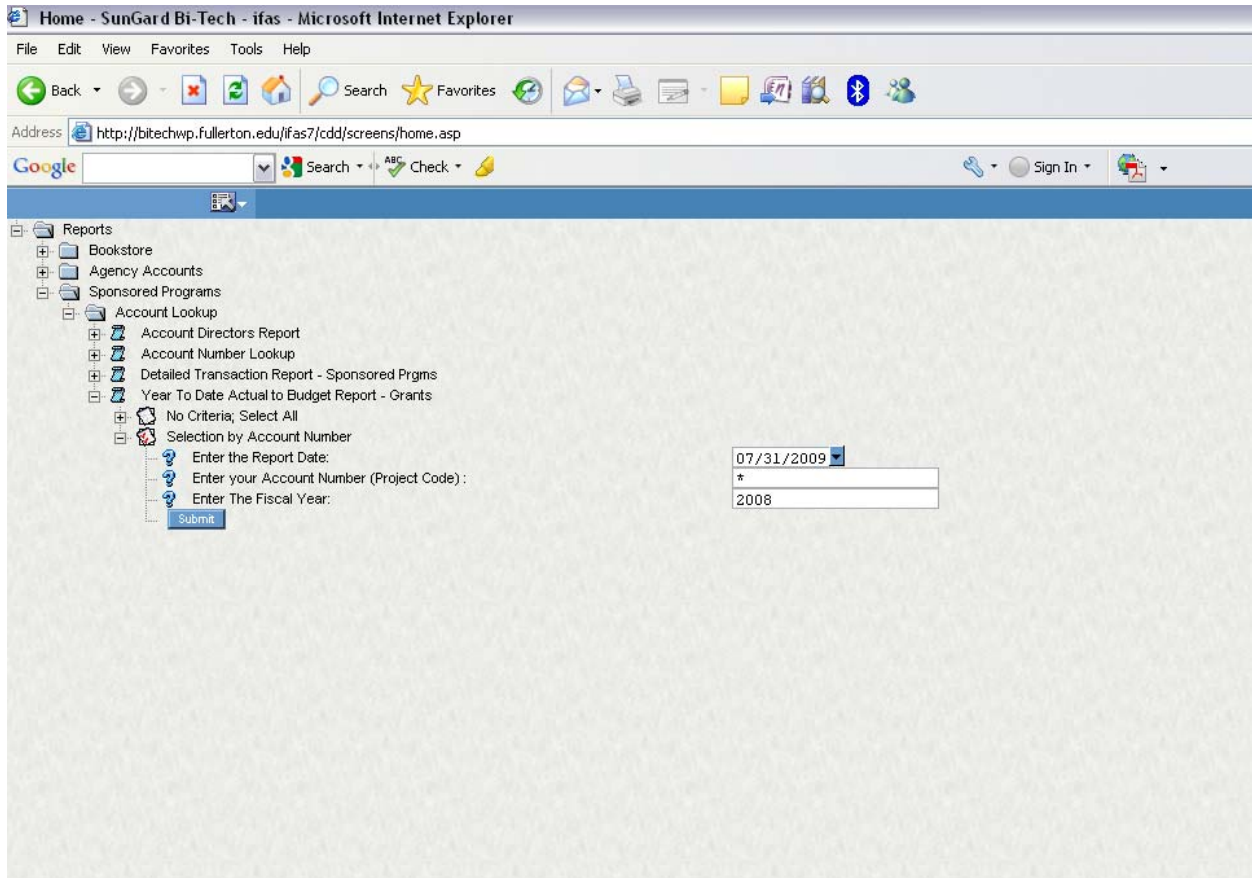 Home - SunGard Bi-Tech - ifas - Microsoft Internet Explorer
File Edit View Favorites Tools Help
Back Search Favorites
Address http://bitechwp.fullerton.edu/ifas7/cdd/screens/home.asp
Google Search ABC Check Sign In
Reports
Bookstore
Agency Accounts
Sponsored Programs
Account Lookup
Account Directors Report
Account Number Lookup
Detailed Transaction Report - Sponsored Prgms
Year To Date Actual to Budget Report - Grants
No Criteria; Select All
Selection by Account Number
Enter the Report Date: 07/31/2009
Enter your Account Number (Project Code) : *
Enter The Fiscal Year: 2008
Submit